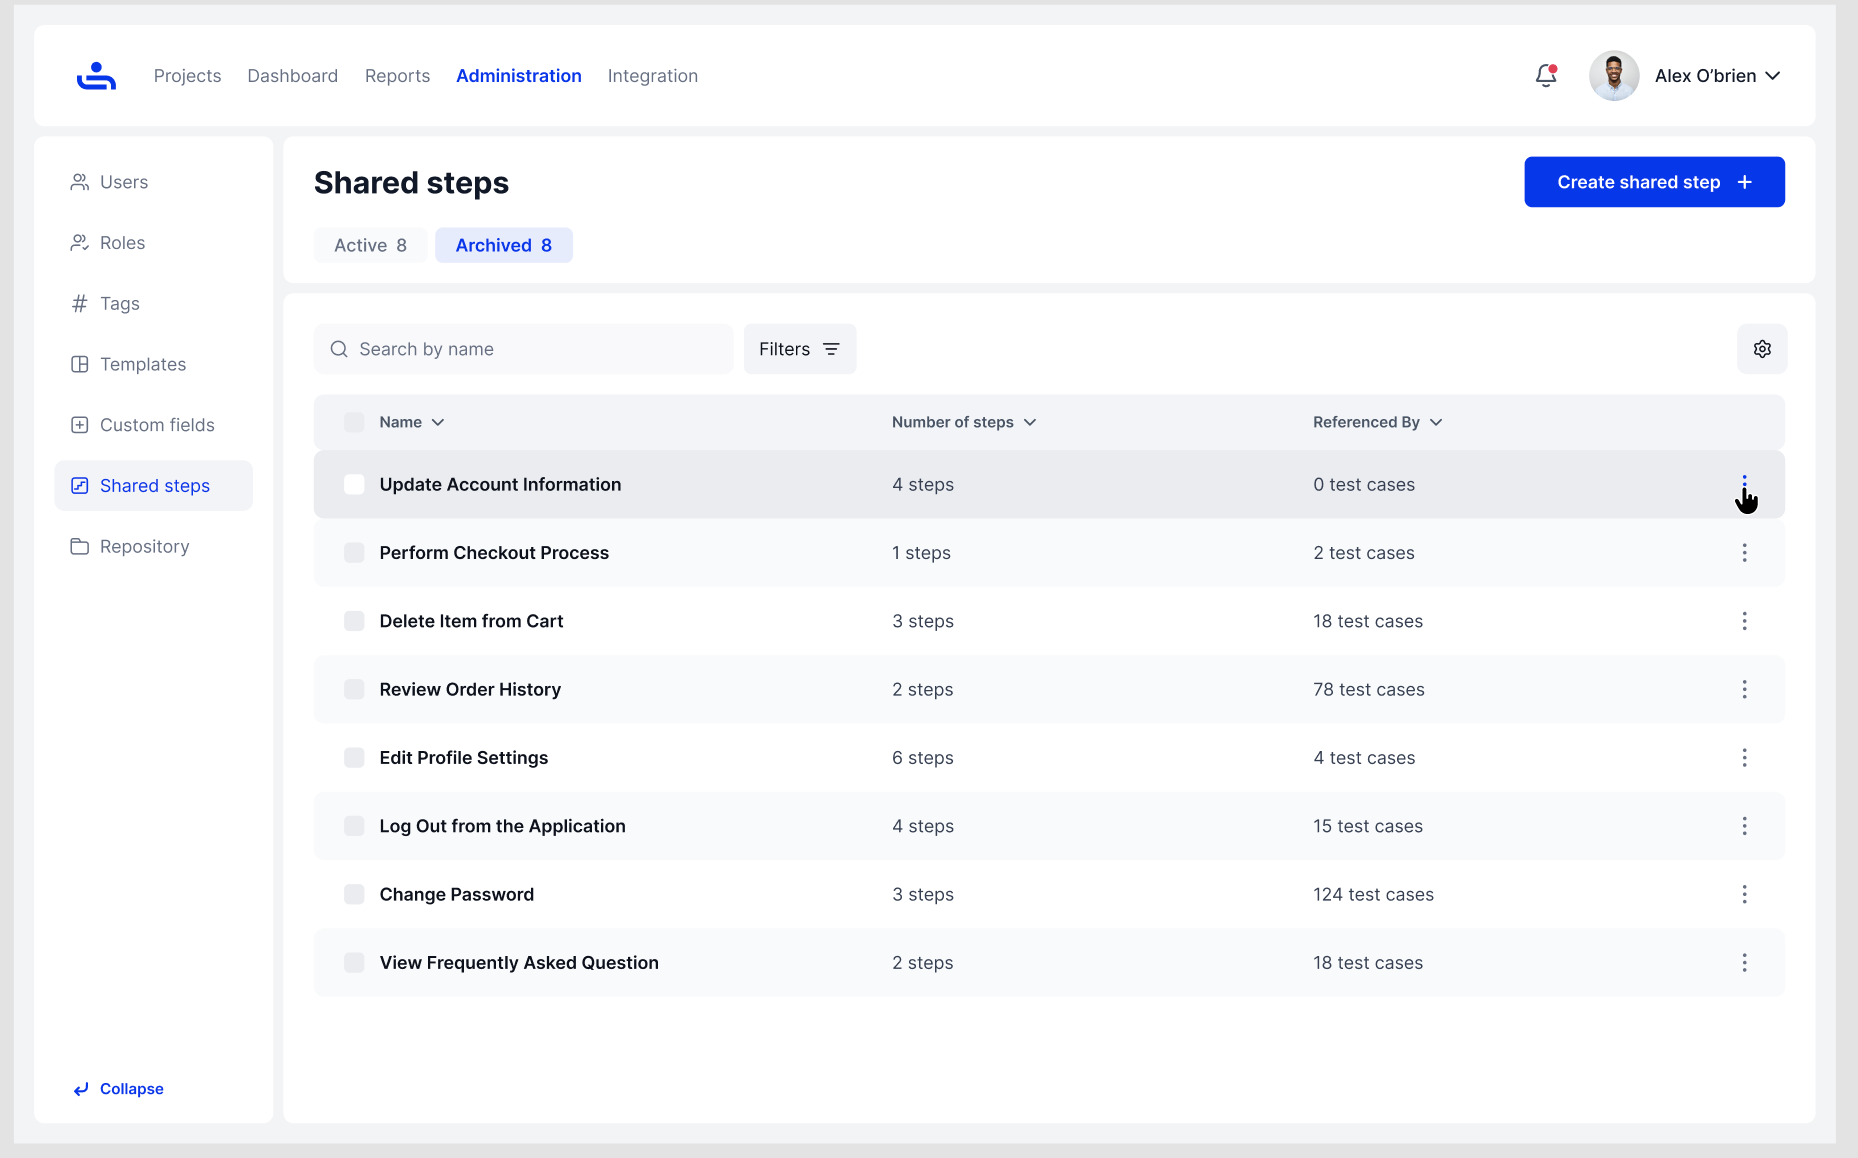 Projects Dashboard Reports Administration Integration
Alex O’brien
Users
Roles
Tags
Templates
Custom fields
Shared steps
Repository
Collapse
Shared steps
Create shared step
Active 8
Archived 8
Search by name
Filters
Name Number of steps Referenced By
Update Account Information 4 steps 0 test cases
Perform Checkout Process 1 steps 2 test cases
Delete Item from Cart 3 steps 18 test cases
Review Order History 2 steps 78 test cases
Edit Profile Settings 6 steps 4 test cases
Log Out from the Application 4 steps 15 test cases
Change Password 3 steps 124 test cases
View Frequently Asked Question 2 steps 18 test cases